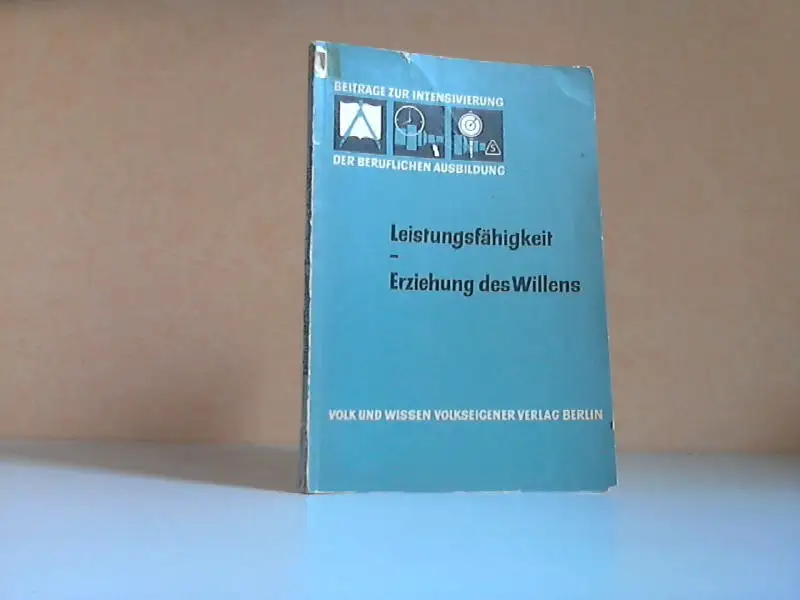 BEITRÄGE ZUR INTENSIVIERUNG
S
DER BERUFLICHEN AUSBILDUNG
Leistungsfähigkeit
–
Erziehung des Willens
VOLK UND WISSEN VOLKSEIGENER VERLAG BERLIN